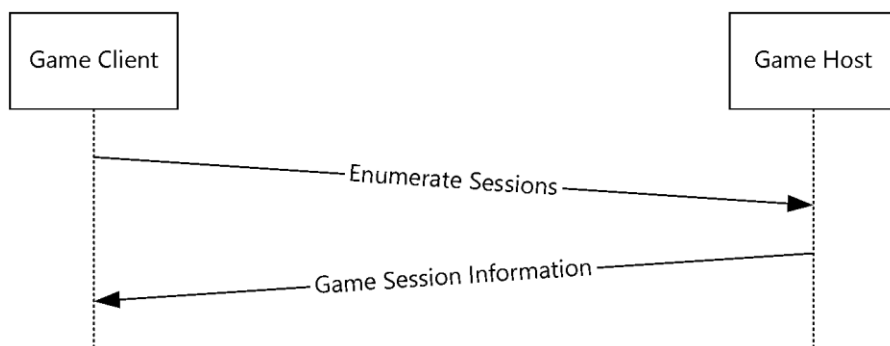 Game Client
Game Host
Enumerate Sessions
Game Session Information